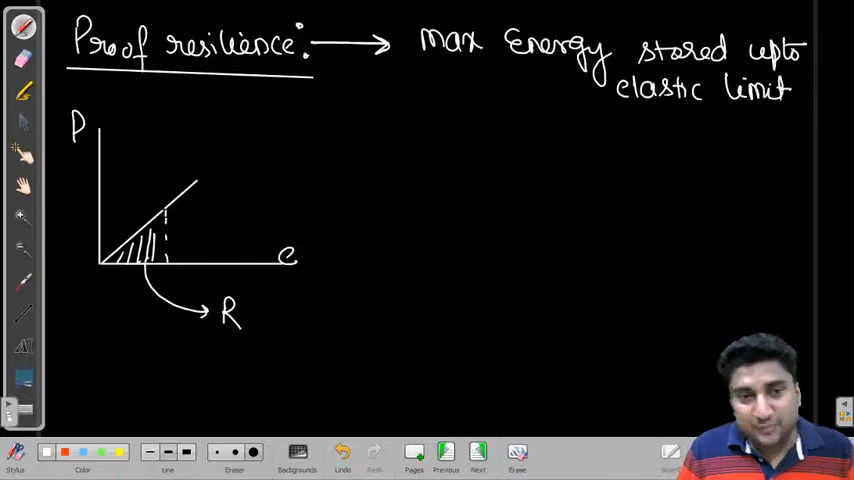 Proof resilience: → max Energy stored upto
elastic limit
P
e
R
Stylus
Color
Line
Eraser
Backgrounds
Undo
Redo
Pages
Previous
Next
Erase